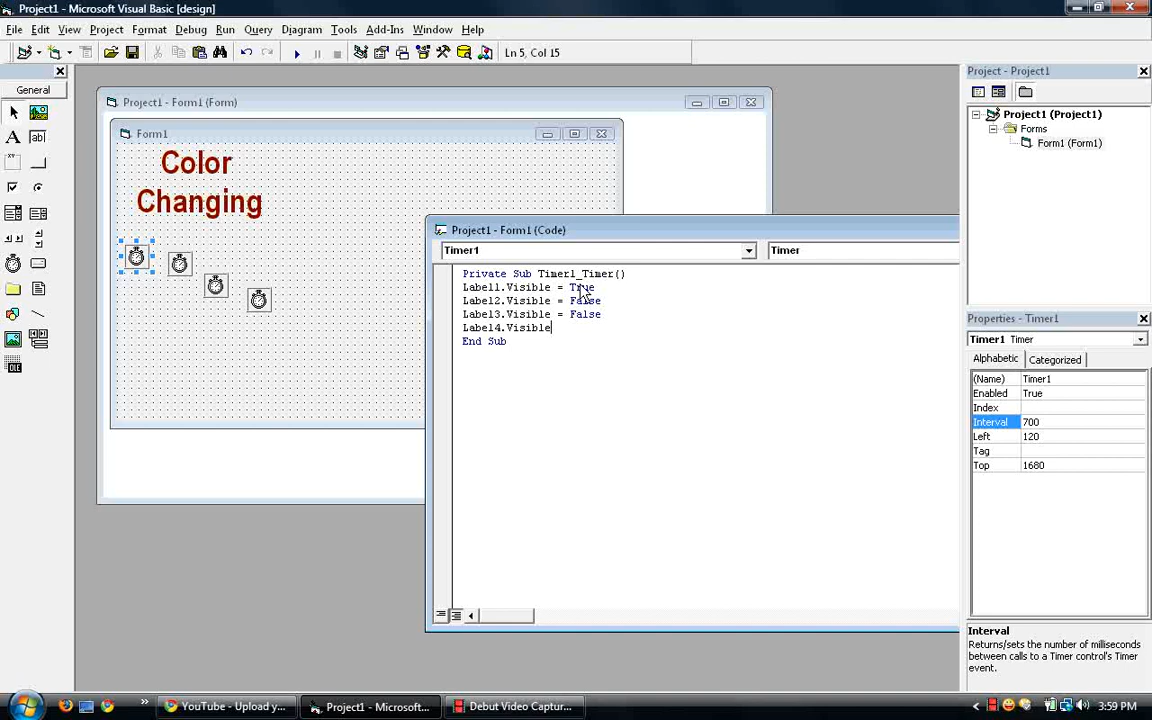 Project1 - Microsoft Visual Basic [design]
File Edit View Project Format Debug Run Query Diagram Tools Add-Ins Window Help
Ln 5, Col 15
General
A
ab|
OLE
Project1 - Form1 (Form)
Form1
Color
Changing
Project1 - Form1 (Code)
Timer1
Timer
Private Sub Timer1_Timer()
Label1.Visible = True
Label2.Visible = False
Label3.Visible = False
Label4.Visible
End Sub
Project - Project1
Project1 (Project1)
Forms
Form1 (Form1)
Properties - Timer1
Timer1 Timer
Alphabetic Categorized
(Name) Timer1
Enabled True
Index
Interval 700
Left 120
Tag
Top 1680
Interval
Returns/sets the number of milliseconds
between calls to a Timer control's Timer
event.
YouTube - Upload y...
Project1 - Microsoft...
Debut Video Captur...
3:59 PM